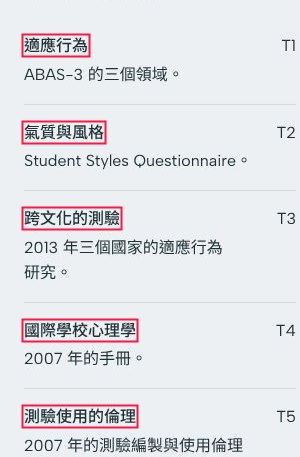 適應行為 T1
ABAS-3 的三個領域。
氣質與風格 T2
Student Styles Questionnaire。
跨文化的測驗 T3
2013 年三個國家的適應行為
研究。
國際學校心理學 T4
2007 年的手冊。
測驗使用的倫理 T5
2007 年的測驗編製與使用倫理